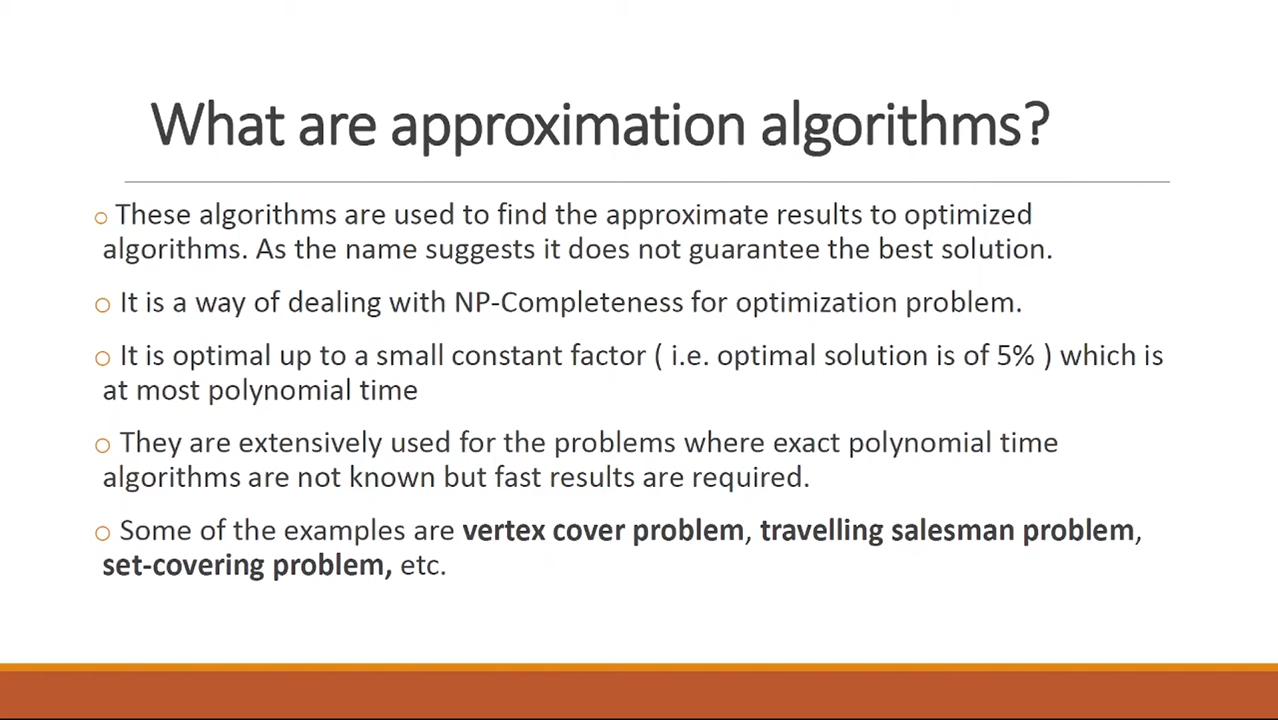 What are approximation algorithms?
○ These algorithms are used to find the approximate results to optimized
algorithms. As the name suggests it does not guarantee the best solution.
○ It is a way of dealing with NP-Completeness for optimization problem.
○ It is optimal up to a small constant factor ( i.e. optimal solution is of 5% ) which is
at most polynomial time
○ They are extensively used for the problems where exact polynomial time
algorithms are not known but fast results are required.
○ Some of the examples are vertex cover problem, travelling salesman problem,
set-covering problem, etc.